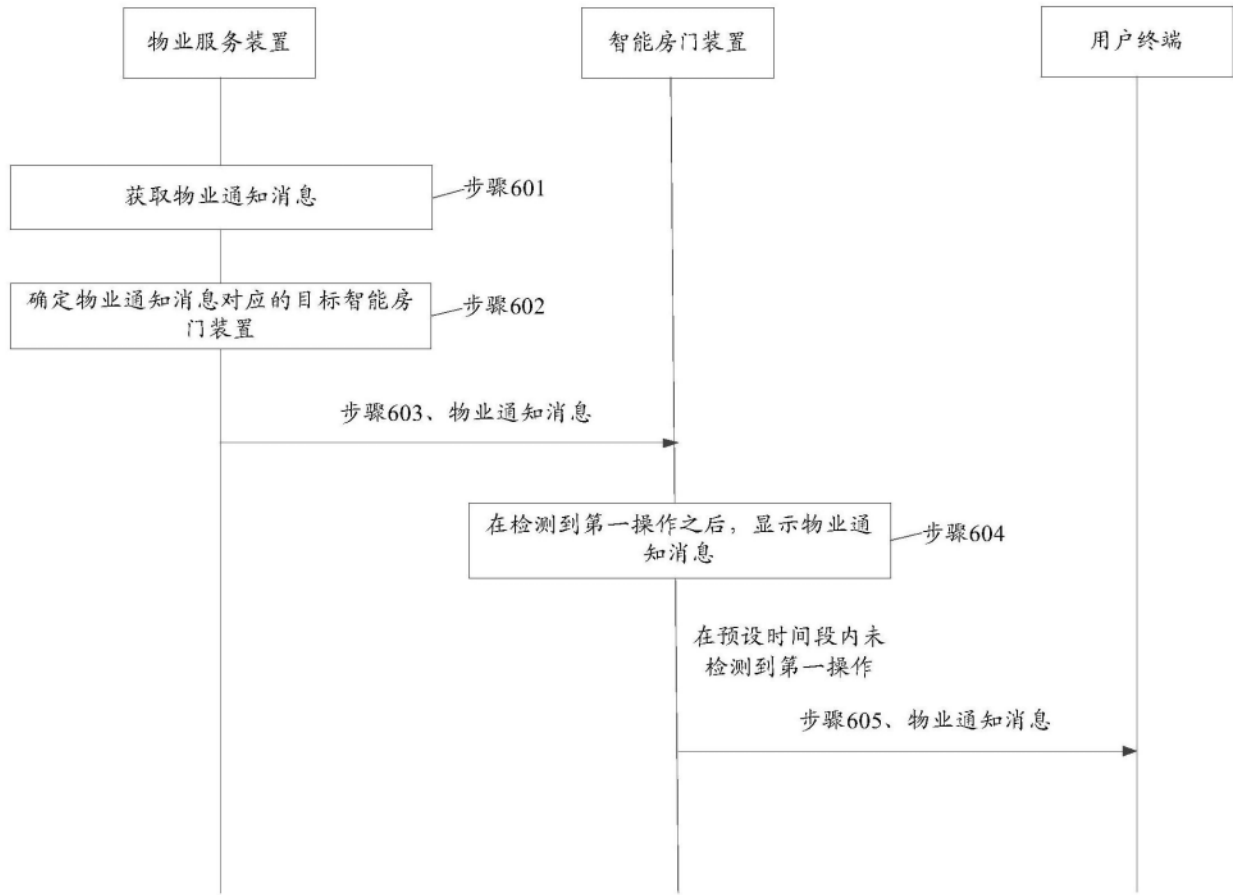 物业服务装置
智能房门装置
用户终端
获取物业通知消息
步骤601
确定物业通知消息对应的目标智能房
门装置
步骤602
步骤603、物业通知消息
在检测到第一操作之后，显示物业通
知消息
步骤604
在预设时间段内未
检测到第一操作
步骤605、物业通知消息